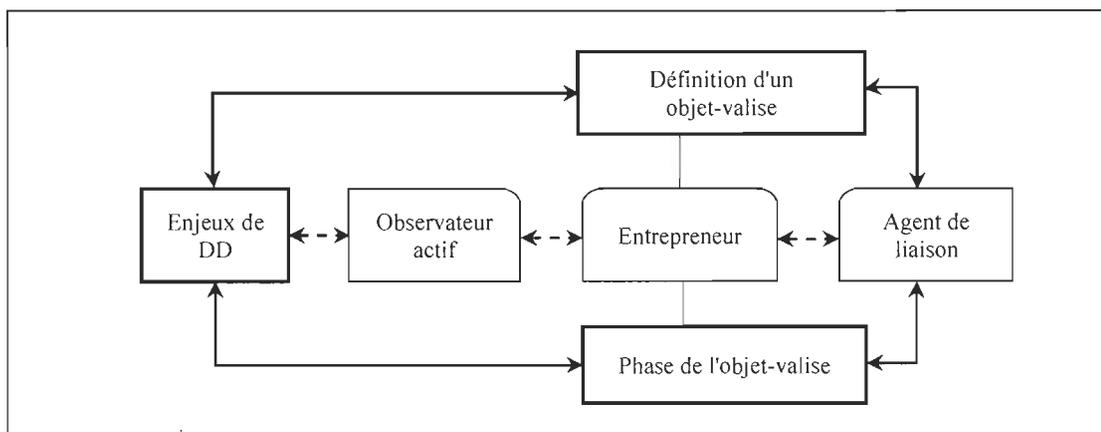 Définition d'un
objet-valise
Enjeux de
DD
Observateur
actif
Entrepreneur
Agent de
liaison
Phase de l'objet-valise